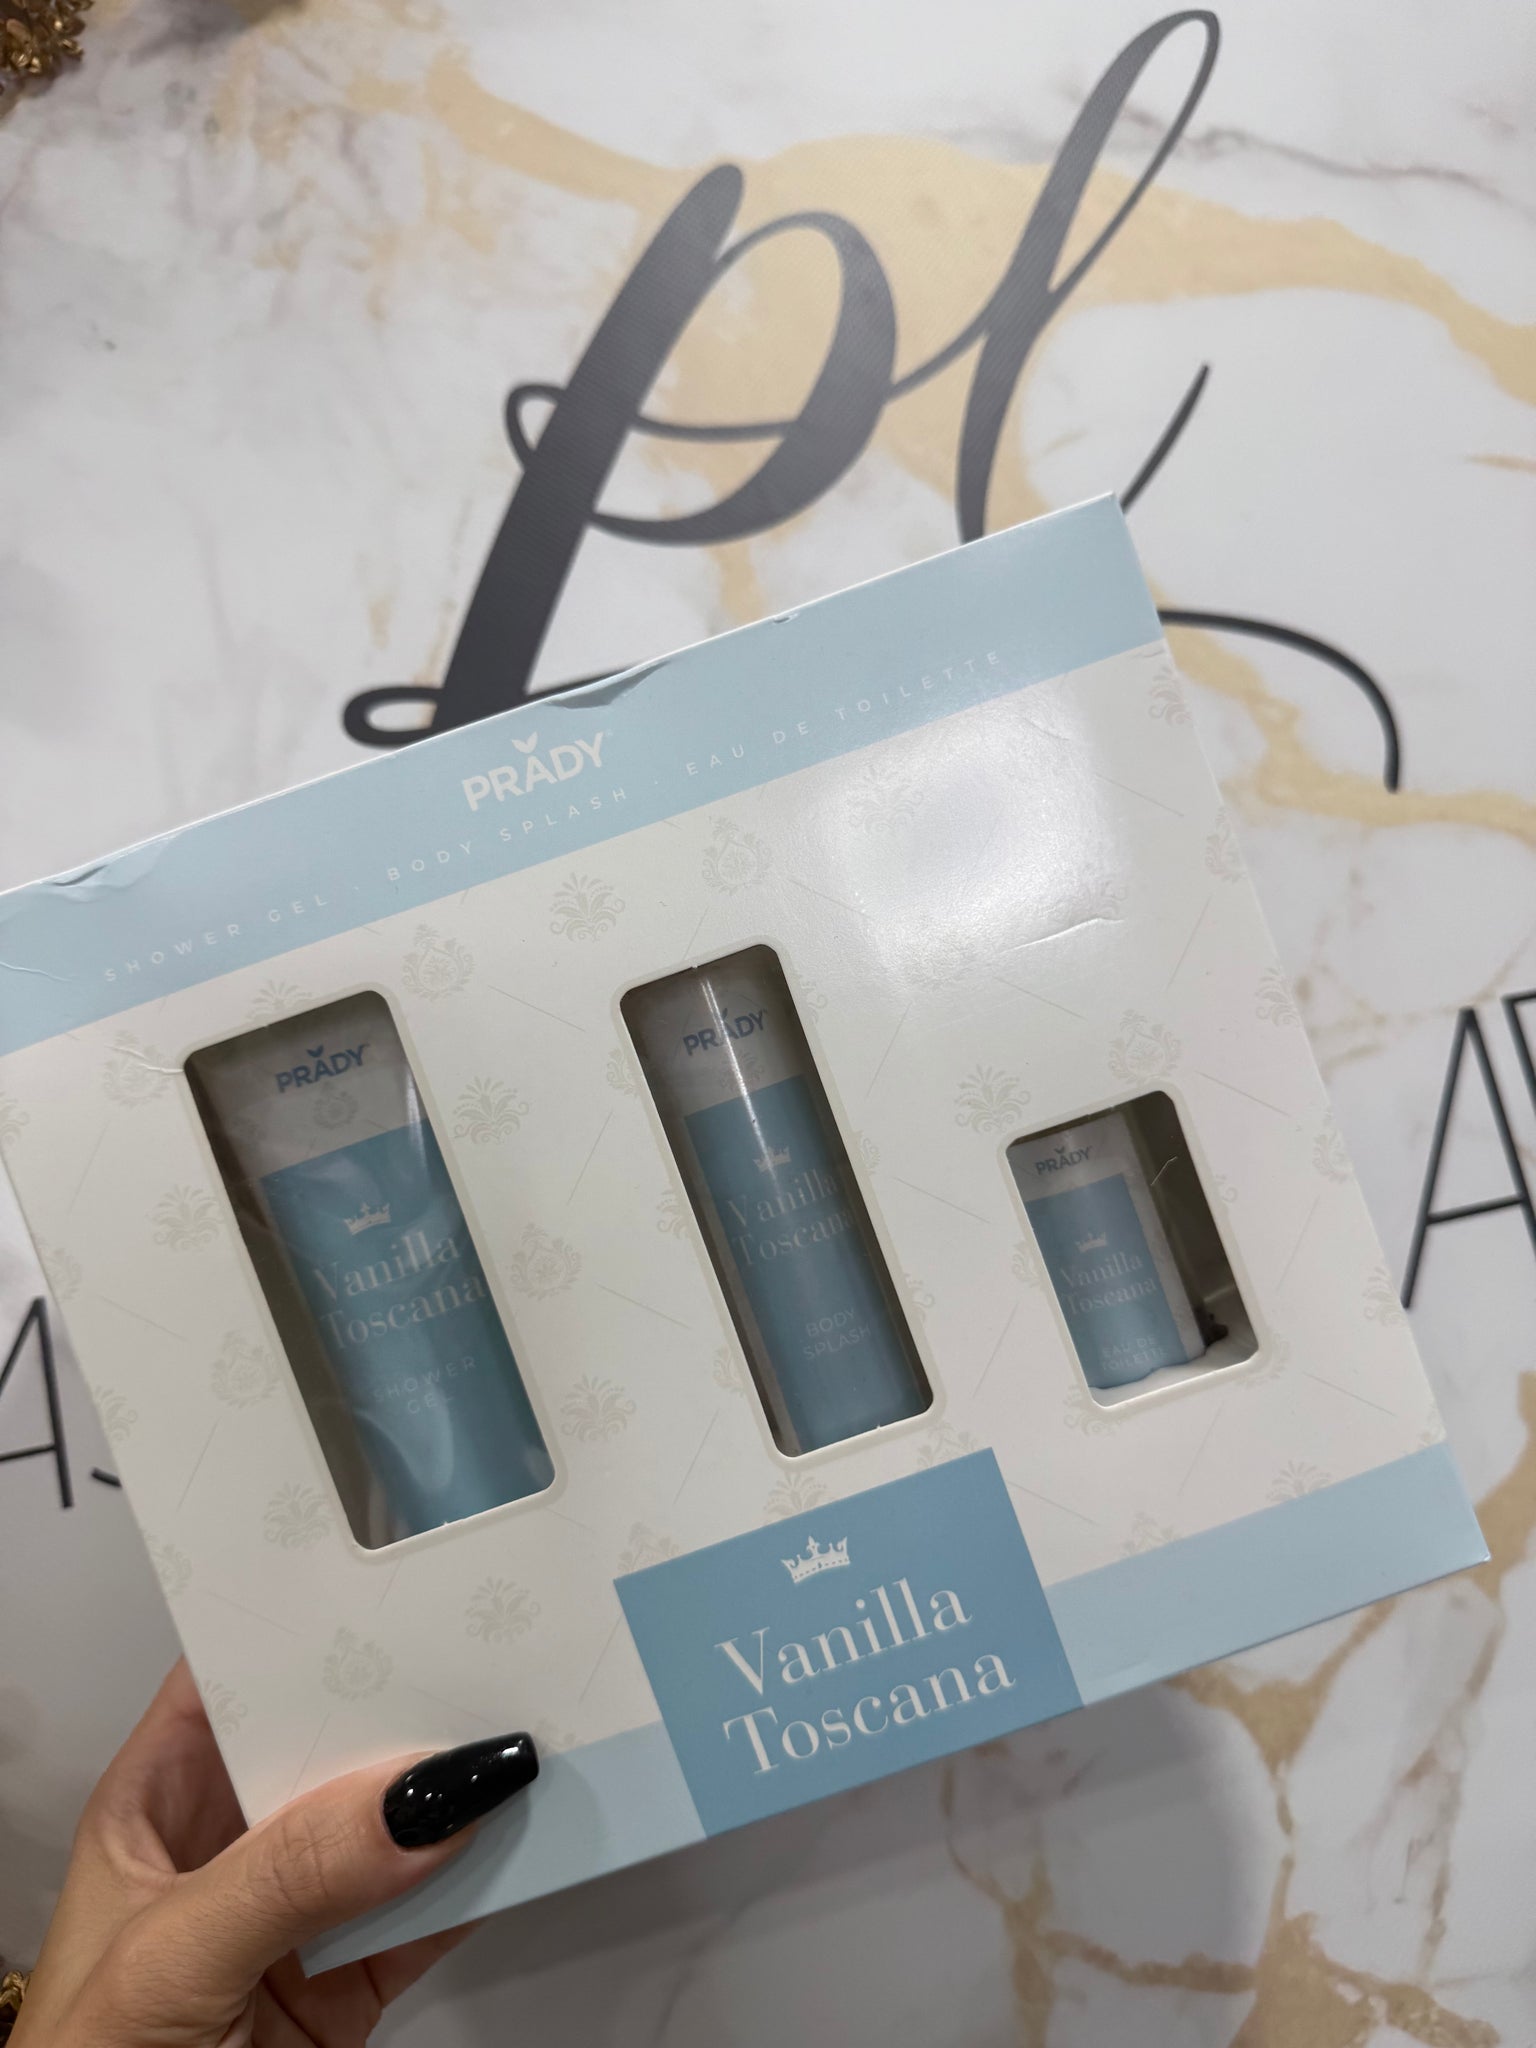 pl
PRADY
SHOWER GEL · BODY SPLASH · EAU DE TOILETTE
PRADY
Vanilla
Toscana
SHOWER
GEL
PRADY
Vanilla
Toscana
BODY
SPLASH
PRADY
Vanilla
Toscana
EAU DE
TOILETTE
Vanilla
Toscana